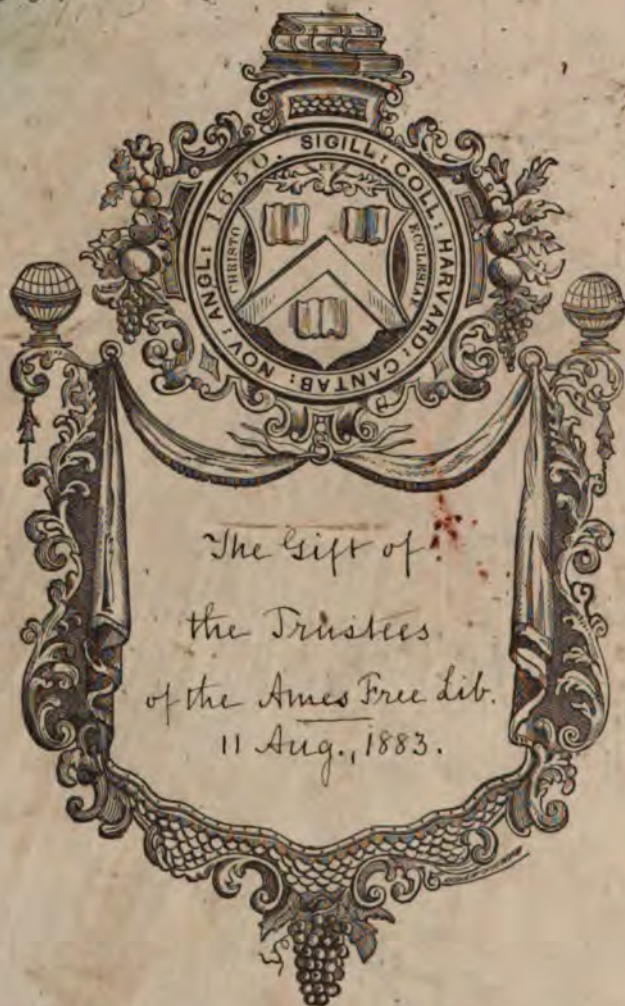 SIGILL: COLL: HARVARD: CANTAB: NOV: ANGL: 1650.
CHRISTO
ET
ECCLESIAE
The Gift of
the Trustees
of the Ames Free Lib.
11 Aug., 1883.